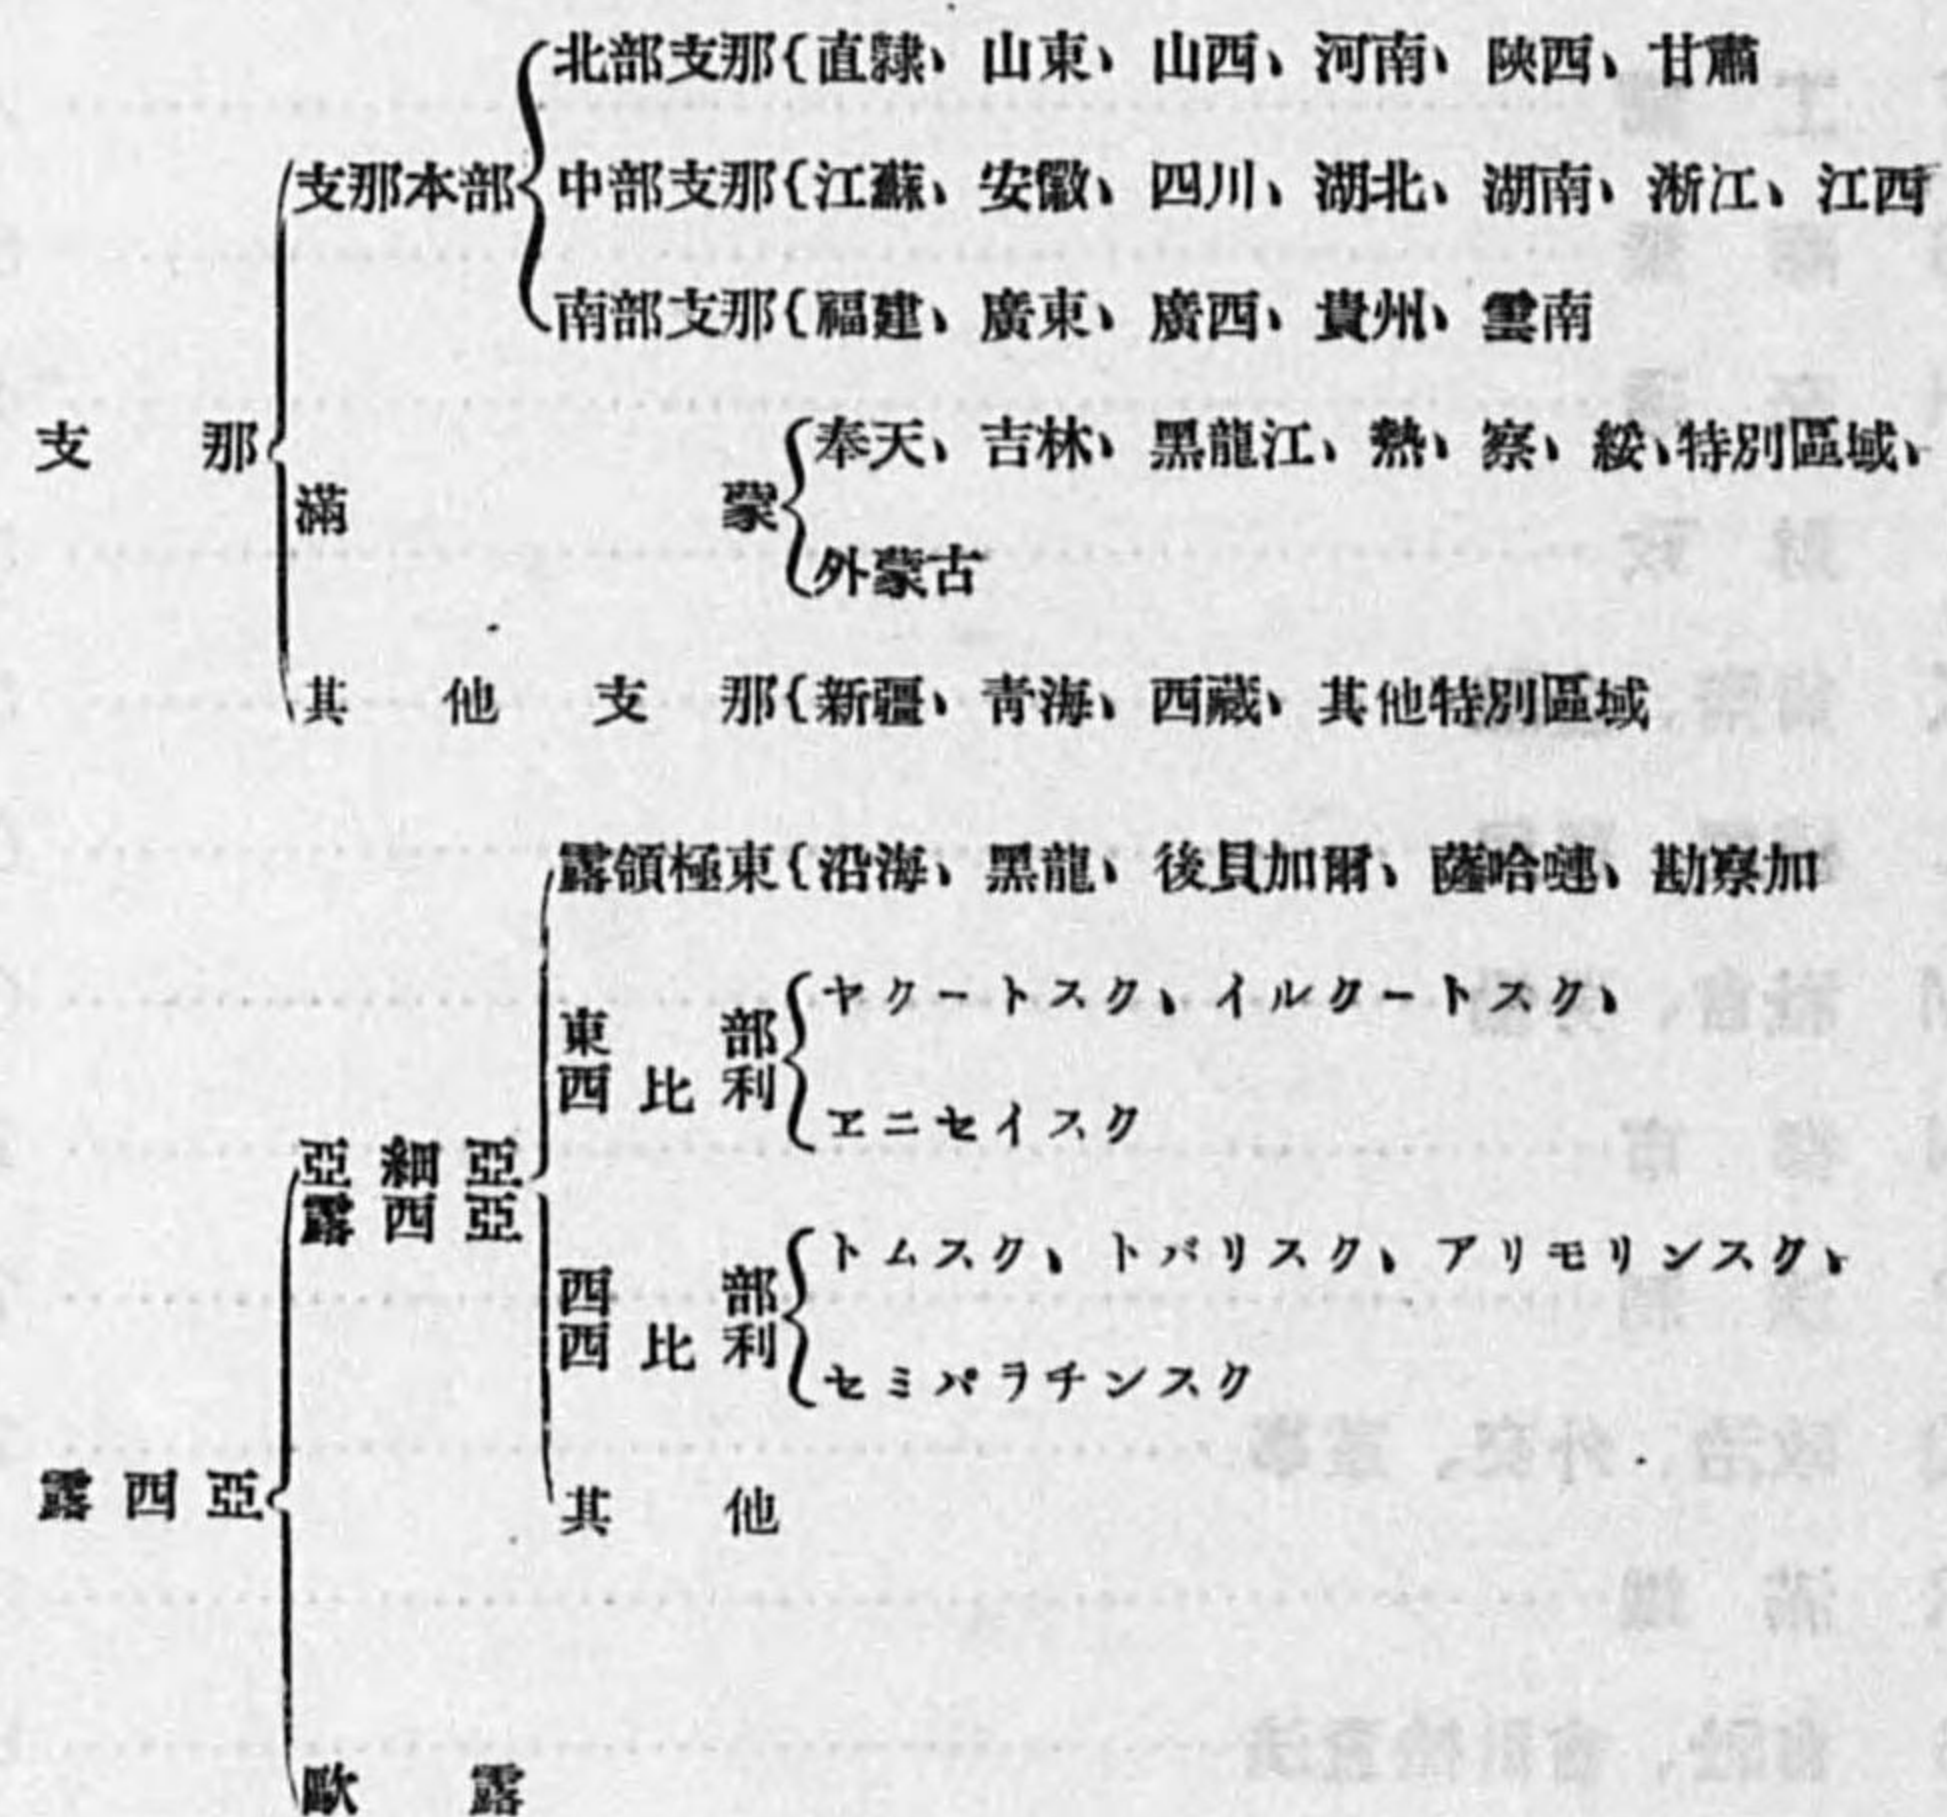 支那
支那本部
北部支那{直隸、山東、山西、河南、陝西、甘肅
中部支那{江蘇、安徽、四川、湖北、湖南、淅江、江西
南部支那{福建、廣東、廣西、貴州、雲南
滿蒙
奉天、吉林、黑龍江、熱、察、綏、特別區域、
外蒙古
其他支那{新疆、靑海、西藏、其他特別區域
露西亞
亞細亞露西亞
露領極東{沿海、黑龍、後貝加爾、薩哈嗹、勘察加
東部西比利
ヤクートスク、イルクートスク、
ヱニセイスク
西部西比利
トムスク、トバリスク、アリモリンスク、
セミパラチンスク
其他
歐露